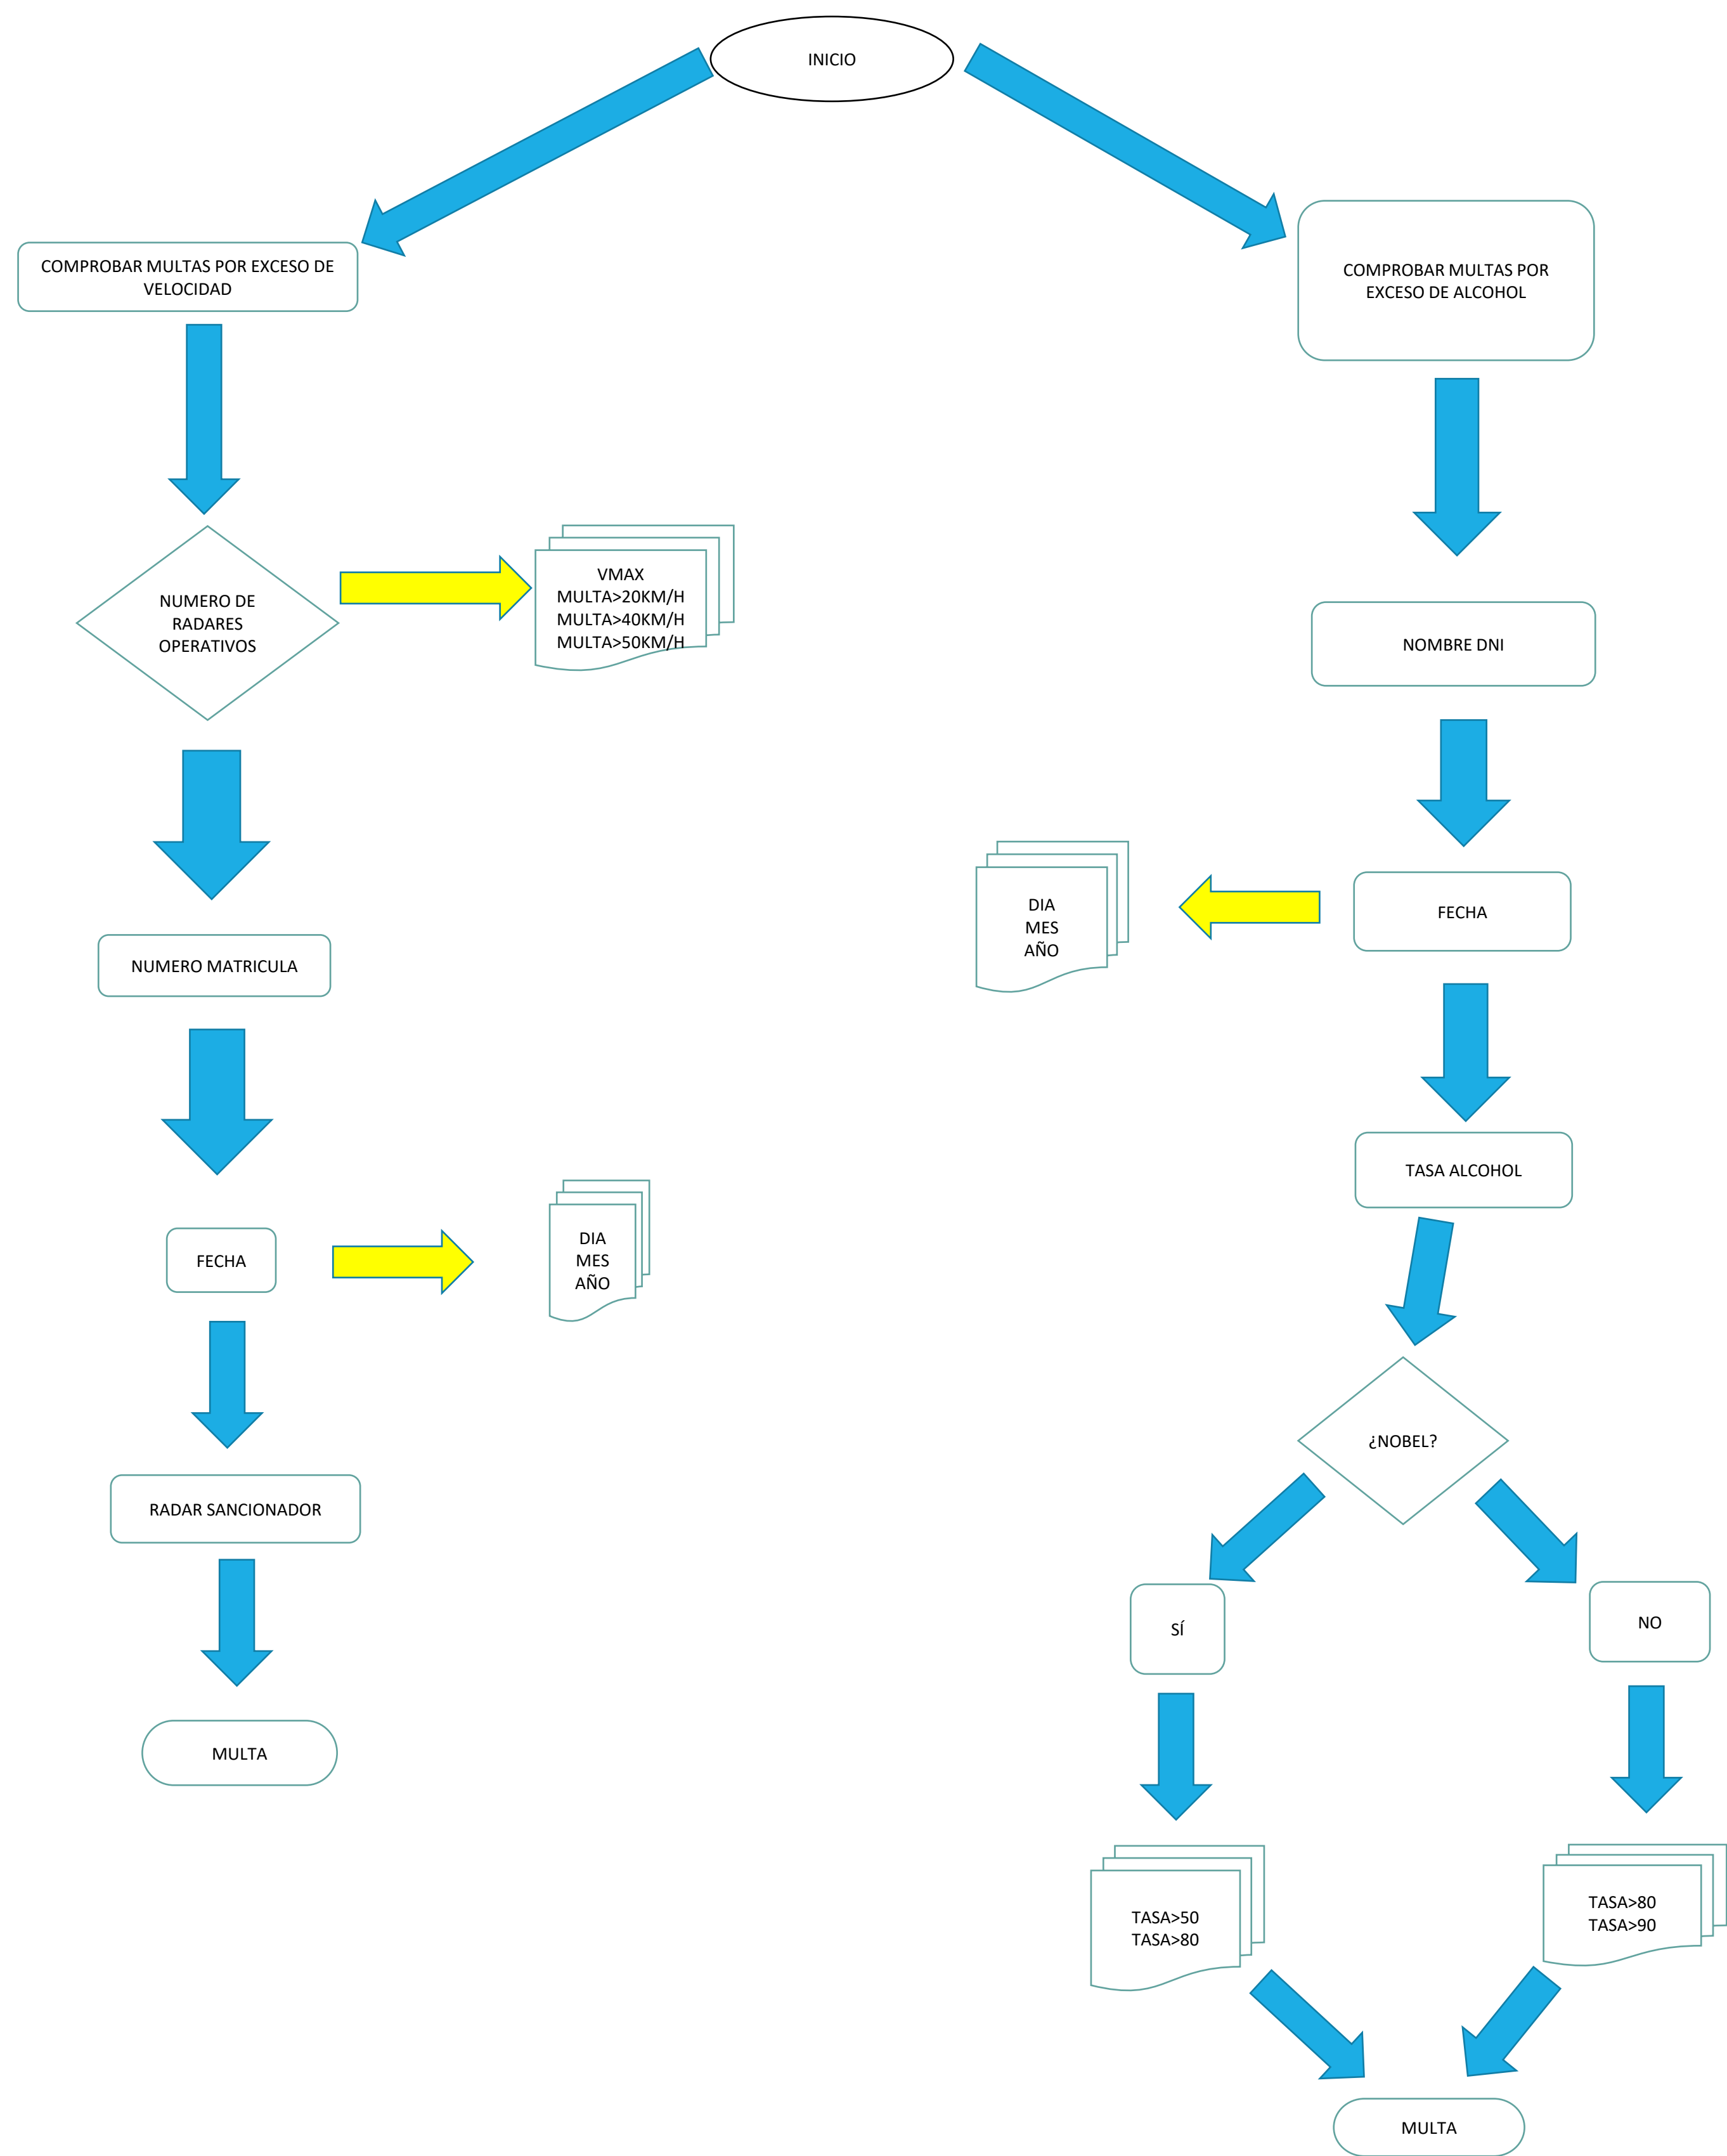 INICIO
COMPROBAR MULTAS POR EXCESO DE
VELOCIDAD
COMPROBAR MULTAS POR
EXCESO DE ALCOHOL
NUMERO DE
RADARES
OPERATIVOS
VMAX
MULTA>20KM/H
MULTA>40KM/H
MULTA>50KM/H
NOMBRE DNI
DIA
MES
AÑO
FECHA
NUMERO MATRICULA
TASA ALCOHOL
FECHA
DIA
MES
AÑO
¿NOBEL?
RADAR SANCIONADOR
SÍ
NO
MULTA
TASA>50
TASA>80
TASA>80
TASA>90
MULTA